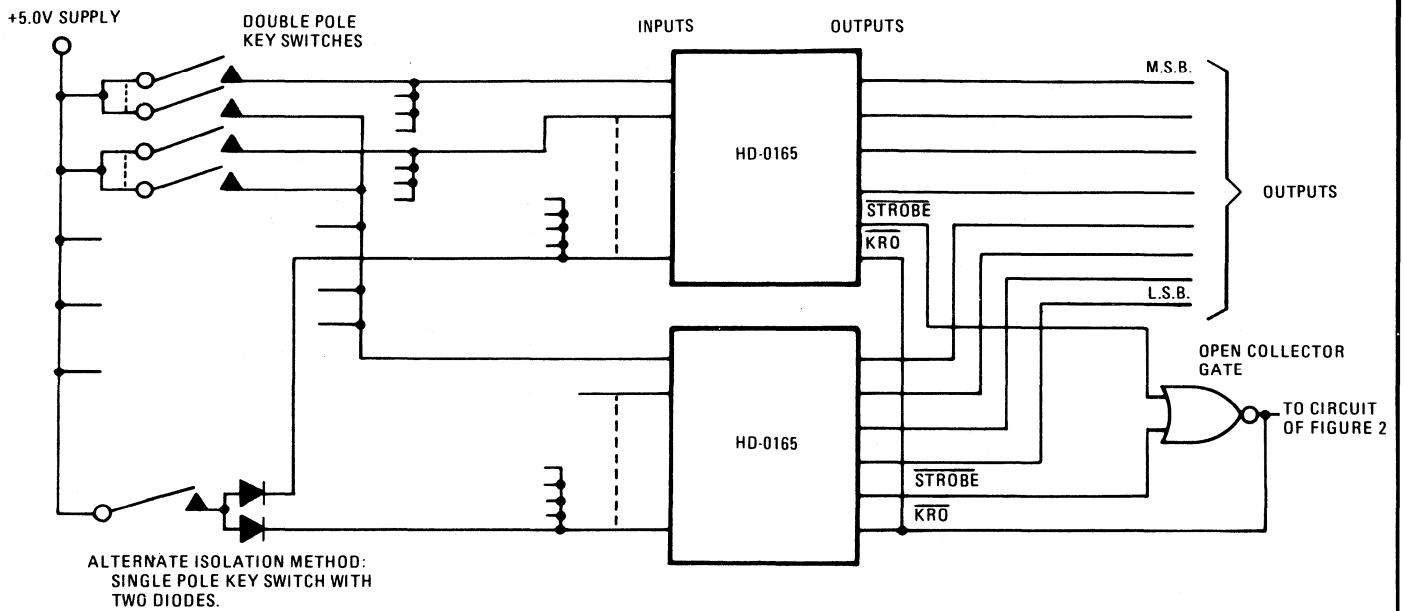 +5.0V SUPPLY
DOUBLE POLE
KEY SWITCHES
INPUTS
OUTPUTS
M.S.B.
HD-0165
OUTPUTS
STROBE
KRO
L.S.B.
OPEN COLLECTOR
GATE
TO CIRCUIT
OF FIGURE 2
HD-0165
STROBE
KRO
ALTERNATE ISOLATION METHOD:
SINGLE POLE KEY SWITCH WITH
TWO DIODES.